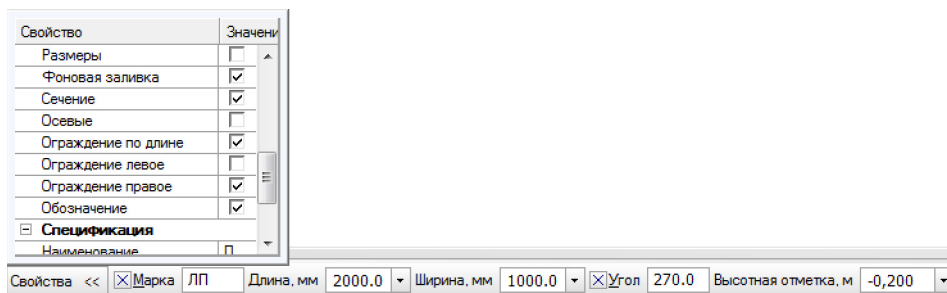 Свойство Значени
Размеры
Фоновая заливка
Сечение
Осевые
Ограждение по длине
Ограждение левое
Ограждение правое
Обозначение
Спецификация
Наименование П
Свойства << Марка ЛП Длина, мм 2000.0 Ширина, мм 1000.0 Угол 270.0 Высотная отметка, м -0,200